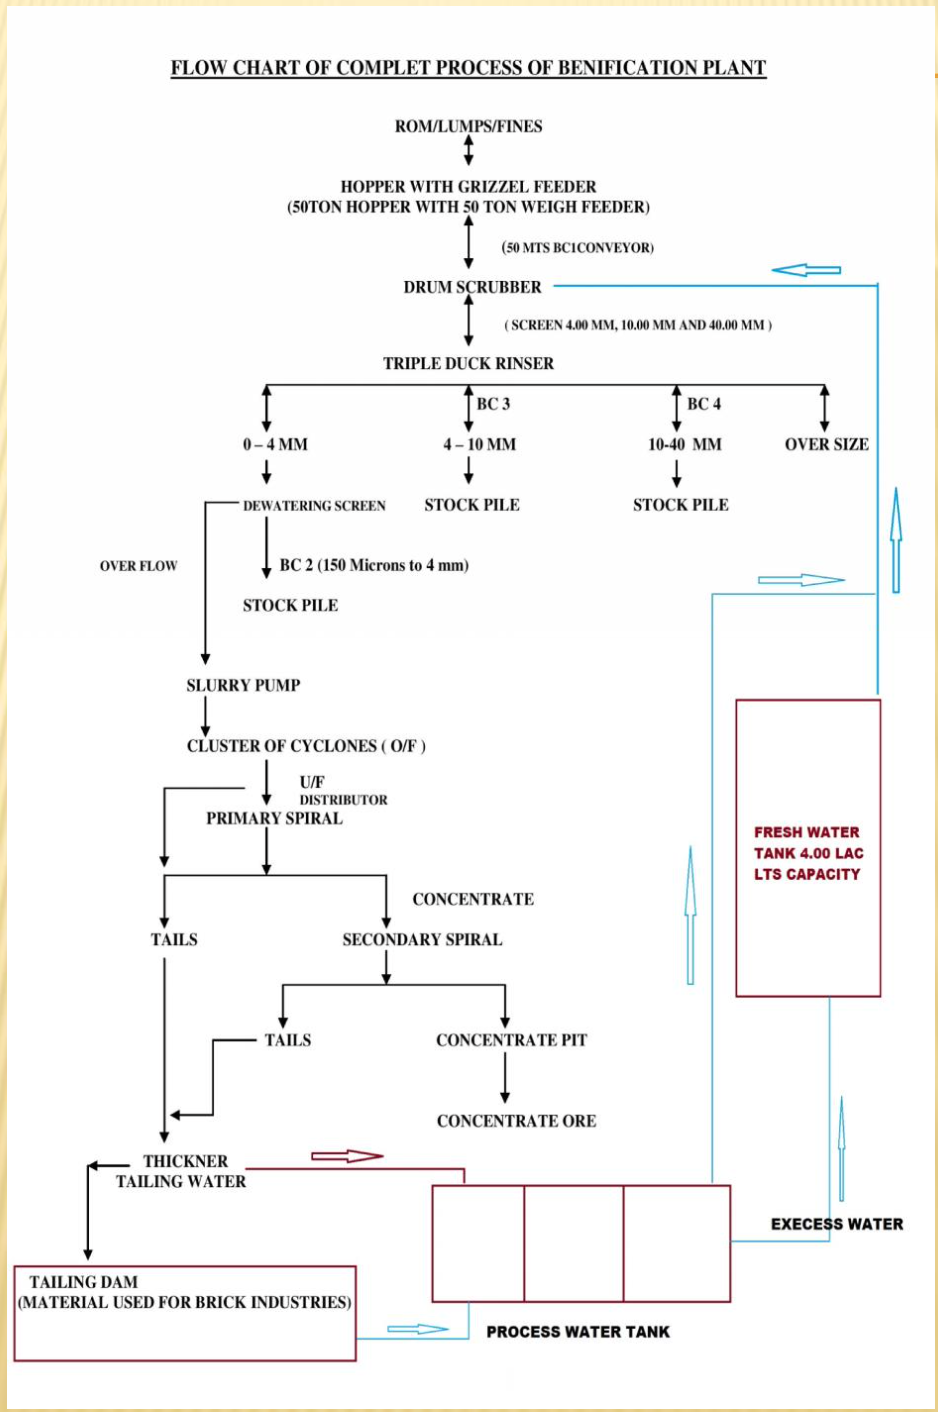 FLOW CHART OF COMPLET PROCESS OF BENIFICATION PLANT
ROM/LUMPS/FINES
HOPPER WITH GRIZZEL FEEDER
(50TON HOPPER WITH 50 TON WEIGH FEEDER)
(50 MTS BC1CONVEYOR)
DRUM SCRUBBER
( SCREEN 4.00 MM, 10.00 MM AND 40.00 MM )
TRIPLE DUCK RINSER
BC 3
BC 4
0 – 4 MM
4 – 10 MM
10-40 MM
OVER SIZE
DEWATERING SCREEN
STOCK PILE
STOCK PILE
OVER FLOW
BC 2 (150 Microns to 4 mm)
STOCK PILE
SLURRY PUMP
CLUSTER OF CYCLONES ( O/F )
U/F
DISTRIBUTOR
PRIMARY SPIRAL
FRESH WATER
TANK 4.00 LAC
LTS CAPACITY
CONCENTRATE
TAILS
SECONDARY SPIRAL
TAILS
CONCENTRATE PIT
CONCENTRATE ORE
THICKNER
TAILING WATER
EXECESS WATER
TAILING DAM
(MATERIAL USED FOR BRICK INDUSTRIES)
PROCESS WATER TANK